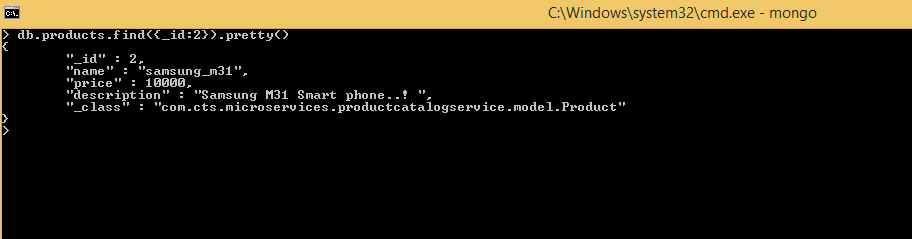 C:\Windows\system32\cmd.exe - mongo
> db.products.find({_id:2}).pretty()
{
"_id" : 2,
"name" : "samsung_m31",
"price" : 10000,
"description" : "Samsung M31 Smart phone..! ",
"_class" : "com.cts.microservices.productcatalogservice.model.Product"
}
>